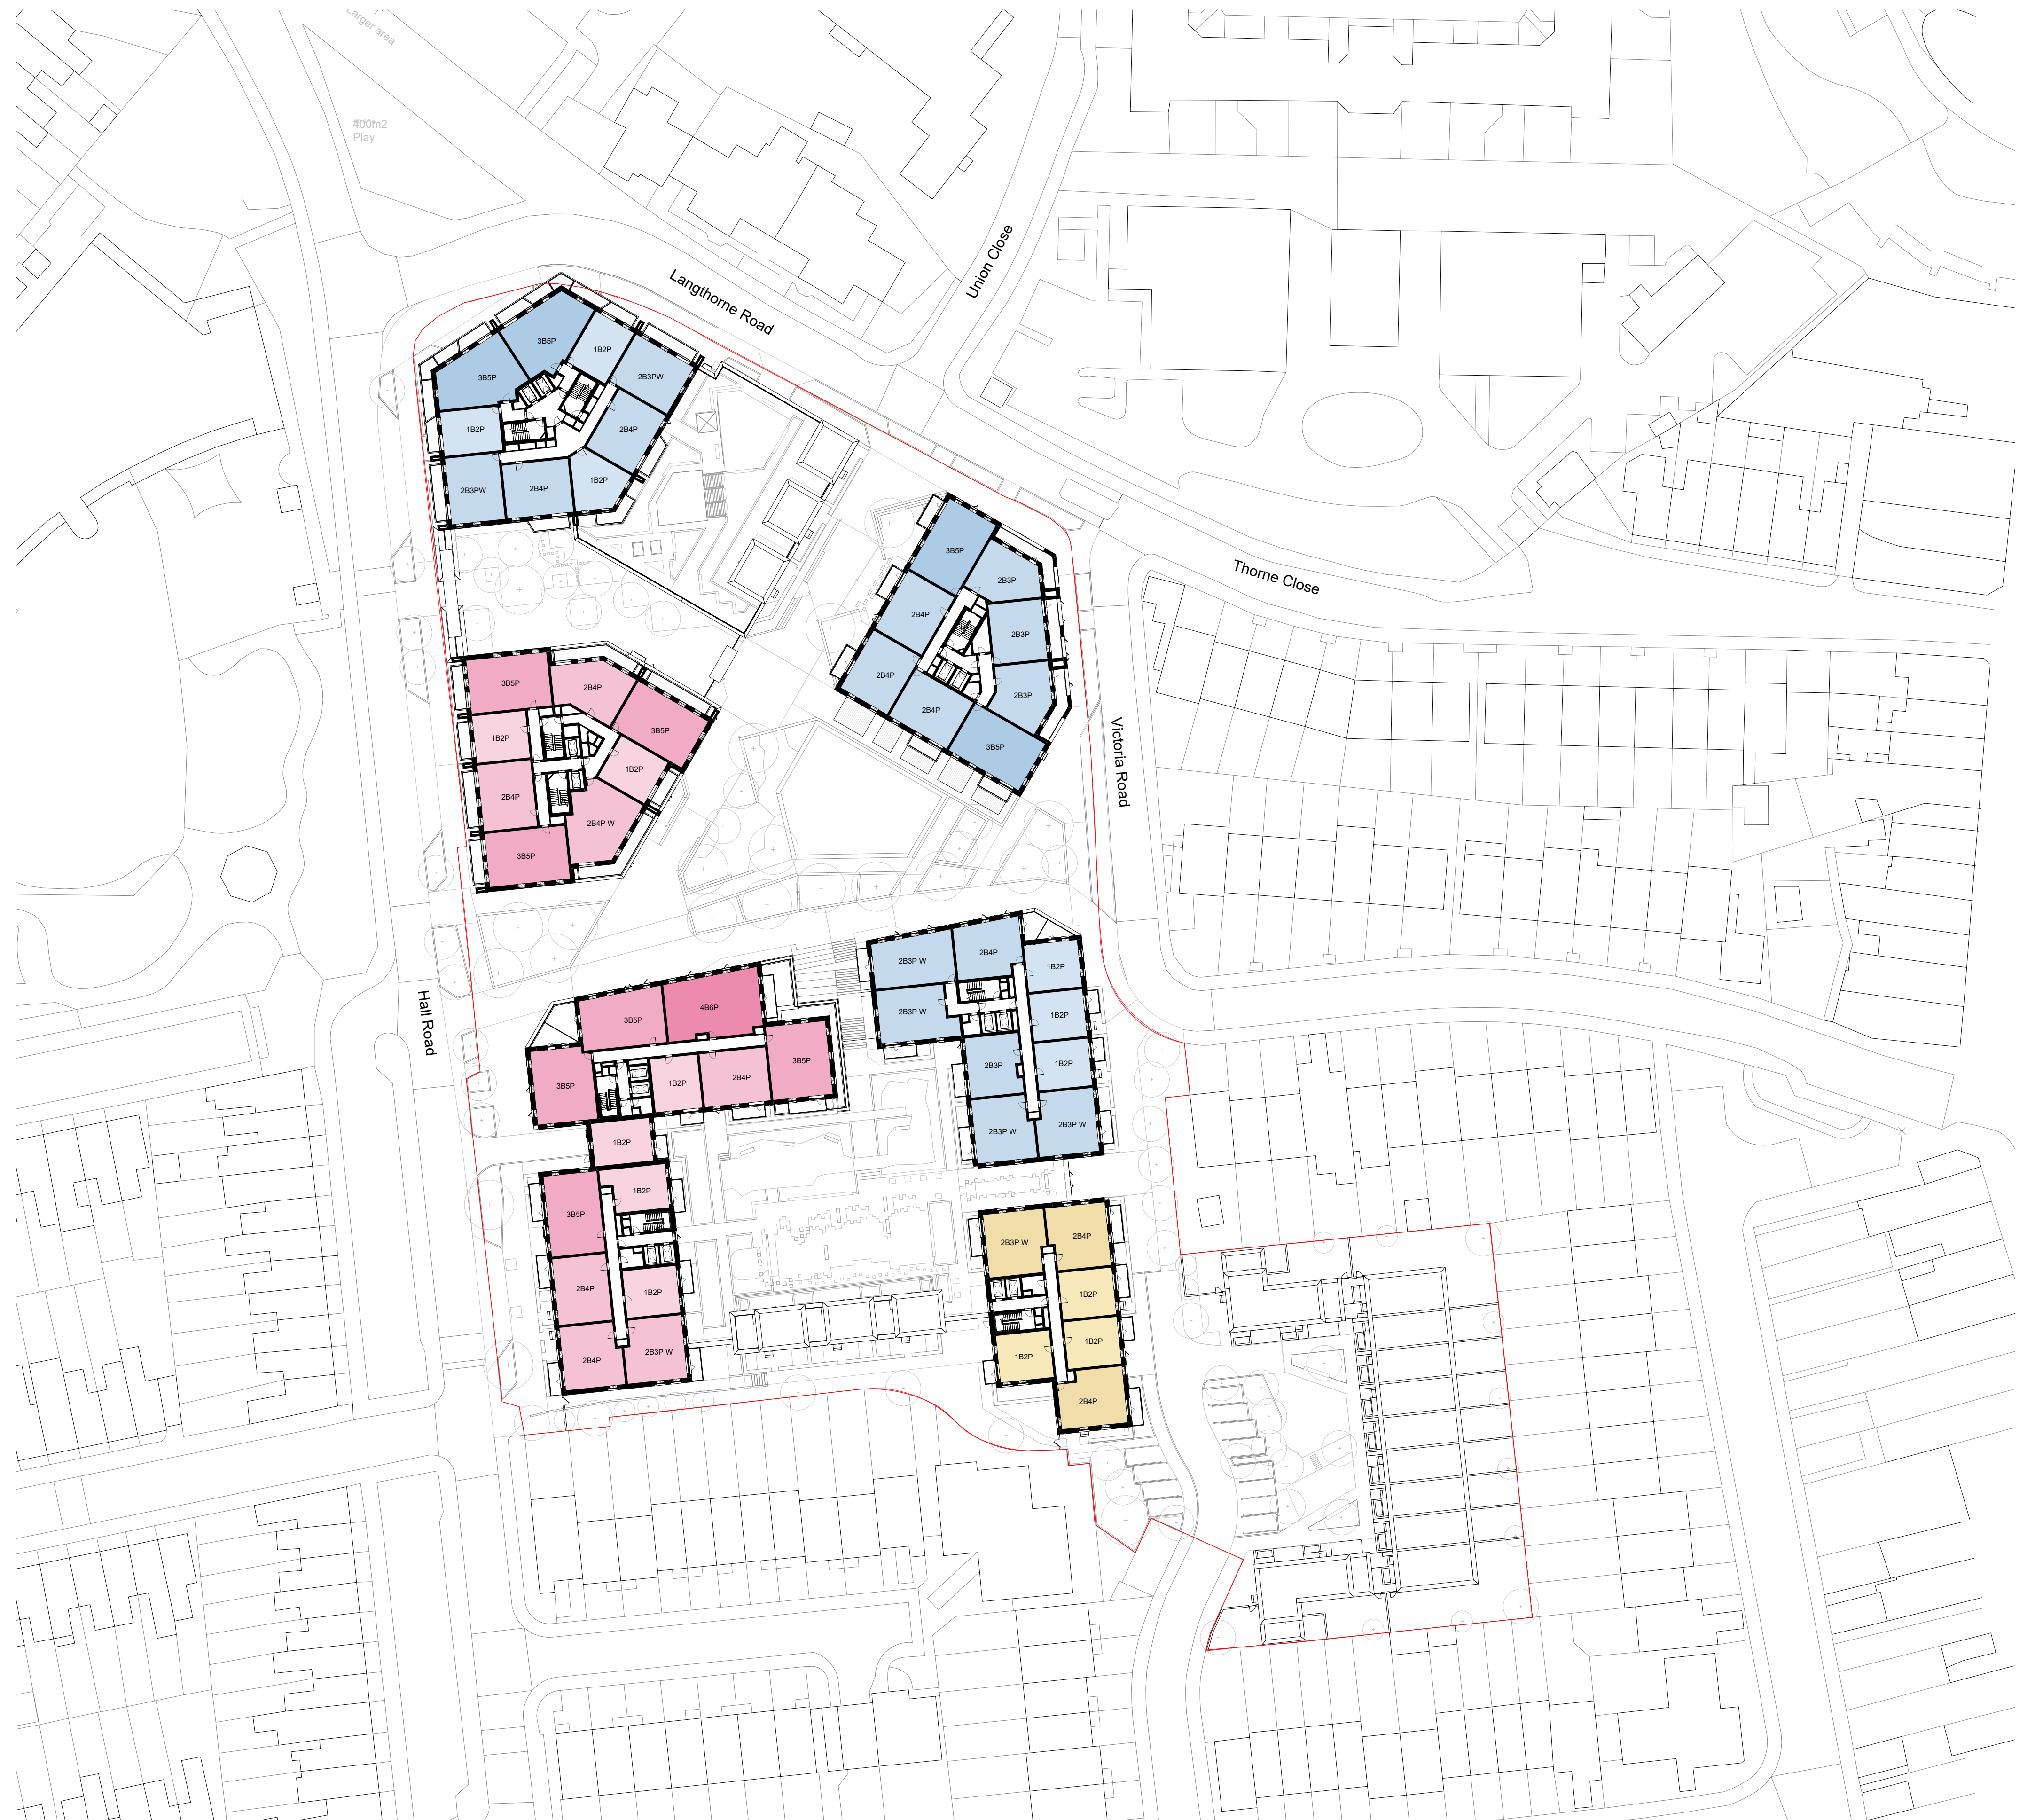 Larger area
400m2
Play
Union Close
Langthorne Road
3B5P
1B2P
3B5P
2B3PW
1B2P
2B4P
2B3PW
2B4P
1B2P
3B5P
2B3P
2B4P
2B3P
2B4P
2B3P
2B4P
3B5P
Thorne Close
Victoria Road
3B5P
2B4P
3B5P
1B2P
1B2P
2B4P
2B4P W
3B5P
Hall Road
2B3P W
2B4P
1B2P
2B3P W
1B2P
2B3P
1B2P
2B3P W
2B3P W
3B5P
4B6P
3B5P
1B2P
2B4P
3B5P
1B2P
3B5P
1B2P
2B4P
1B2P
2B4P
2B3P W
2B3P W
2B4P
1B2P
1B2P
1B2P
2B4P